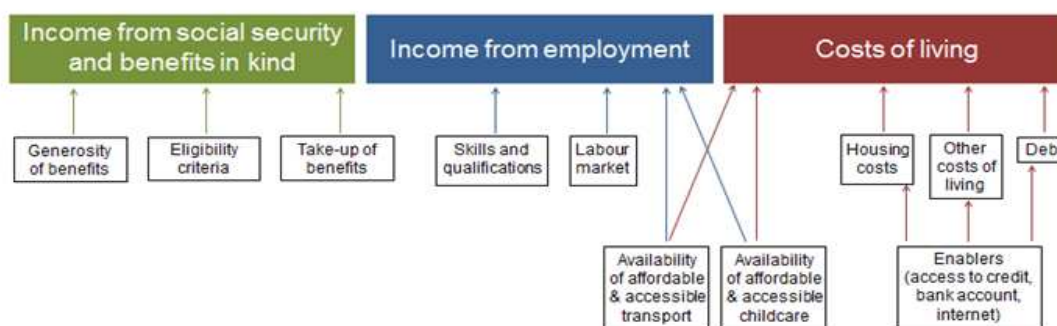 Income from social security
and benefits in kind
Income from employment
Costs of living
Generosity
of benefits
Eligibility
criteria
Take-up of
benefits
Skills and
qualifications
Labour
market
Housing
costs
Other
costs of
living
Deb
Availability
of affordable
& accessible
transport
Availability
of affordable
& accessible
childcare
Enablers
(access to credit,
bank account,
internet)